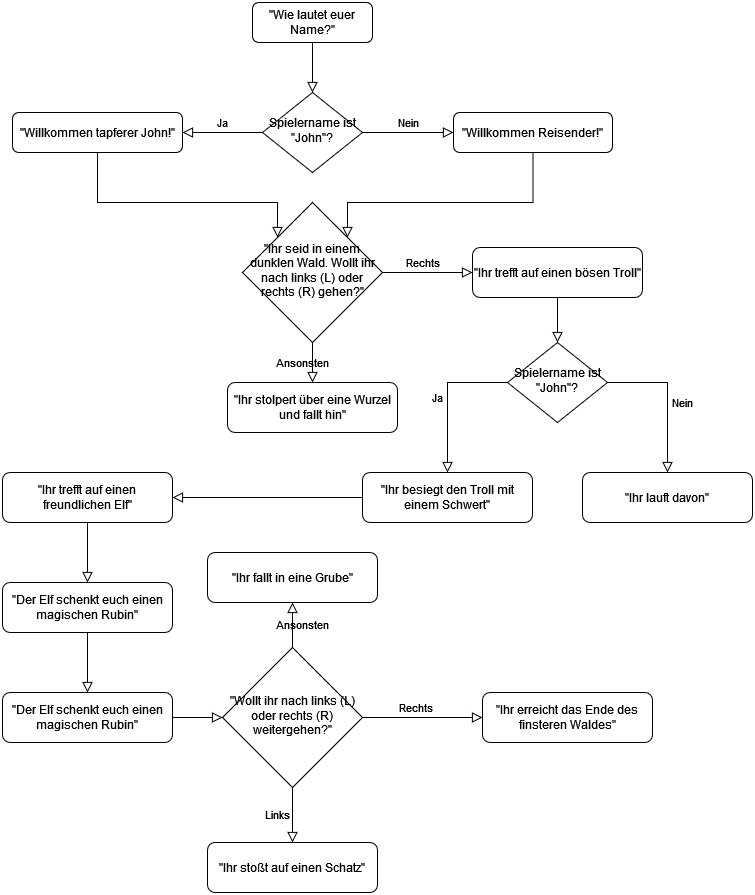 "Wie lautet euer
Name?"
Spielername ist
"John"?
Ja
Nein
"Willkommen tapferer John!"
"Willkommen Reisender!"
"Ihr seid in einem
dunklen Wald. Wollt ihr
nach links (L) oder
rechts (R) gehen?"
Rechts
"Ihr trefft auf einen bösen Troll"
Ansonsten
"Ihr stolpert über eine Wurzel
und fallt hin"
Spielername ist
"John"?
Ja
Nein
"Ihr trefft auf einen
freundlichen Elf"
"Ihr besiegt den Troll mit
einem Schwert"
"Ihr lauft davon"
"Der Elf schenkt euch einen
magischen Rubin"
"Ihr fallt in eine Grube"
Ansonsten
"Der Elf schenkt euch einen
magischen Rubin"
"Wollt ihr nach links (L)
oder rechts (R)
weitergehen?"
Rechts
"Ihr erreicht das Ende des
finsteren Waldes"
Links
"Ihr stoßt auf einen Schatz"